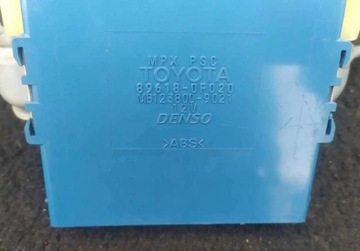 MPX PSC
TOYOTA
89618-0F020
MB123800-9021
12V
DENSO
>ABS<